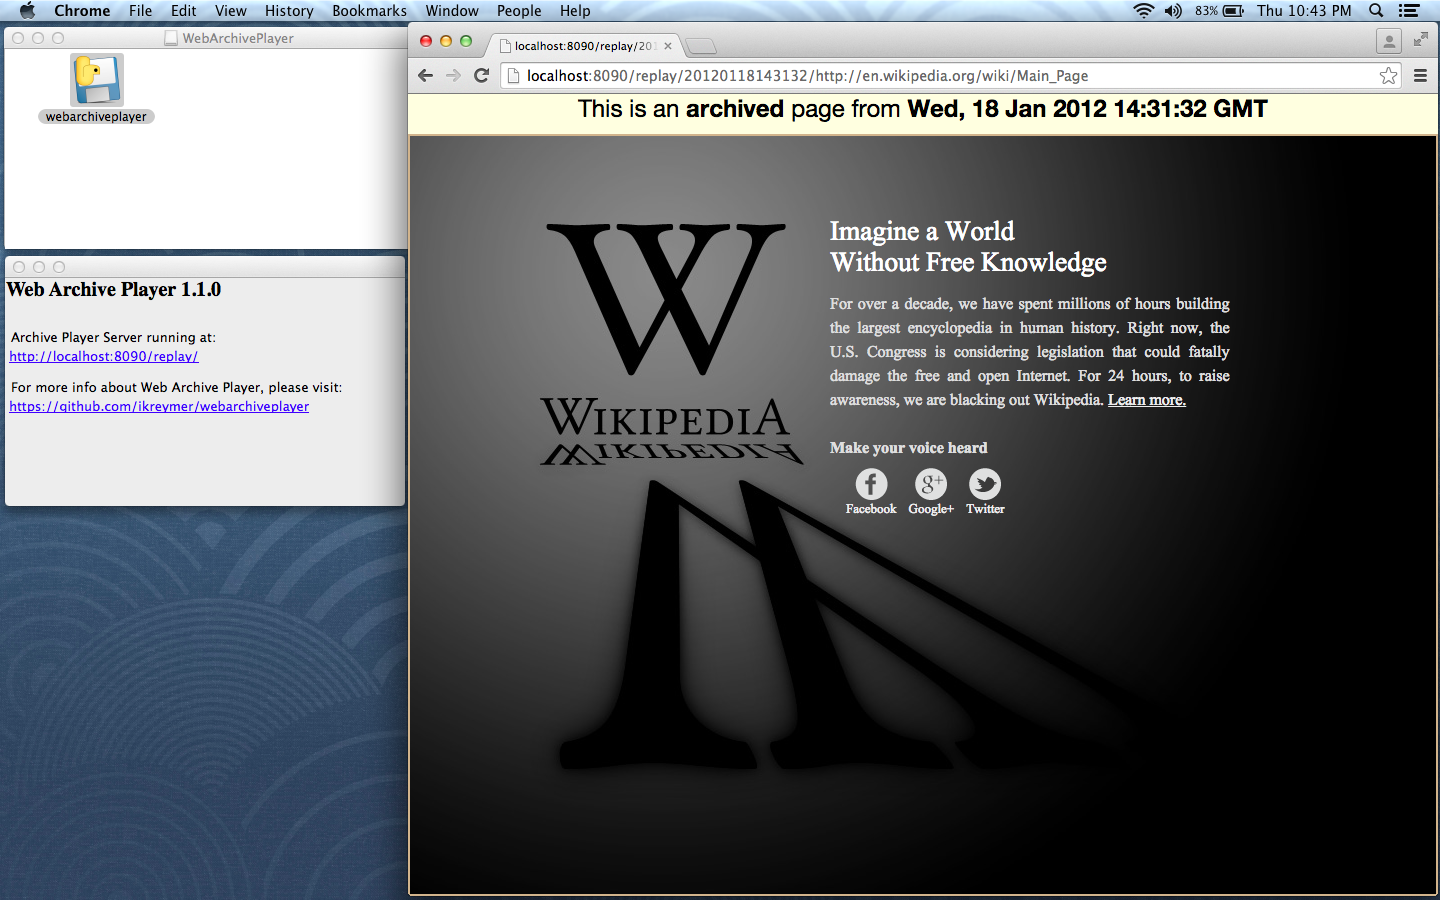 Chrome File Edit View History Bookmarks Window People Help 83% Thu 10:43 PM
WebArchivePlayer
webarchiveplayer
Web Archive Player 1.1.0
Archive Player Server running at:
http://localhost:8090/replay/
For more info about Web Archive Player, please visit:
https://github.com/ikreymer/webarchiveplayer
localhost:8090/replay/201
localhost:8090/replay/20120118143132/http://en.wikipedia.org/wiki/Main_Page
This is an archived page from Wed, 18 Jan 2012 14:31:32 GMT
W
WIKIPEDIA
WIKIPEDIA
Imagine a World
Without Free Knowledge
For over a decade, we have spent millions of hours building
the largest encyclopedia in human history. Right now, the
U.S. Congress is considering legislation that could fatally
damage the free and open Internet. For 24 hours, to raise
awareness, we are blacking out Wikipedia. Learn more.
Make your voice heard
f g+
Facebook Google+ Twitter